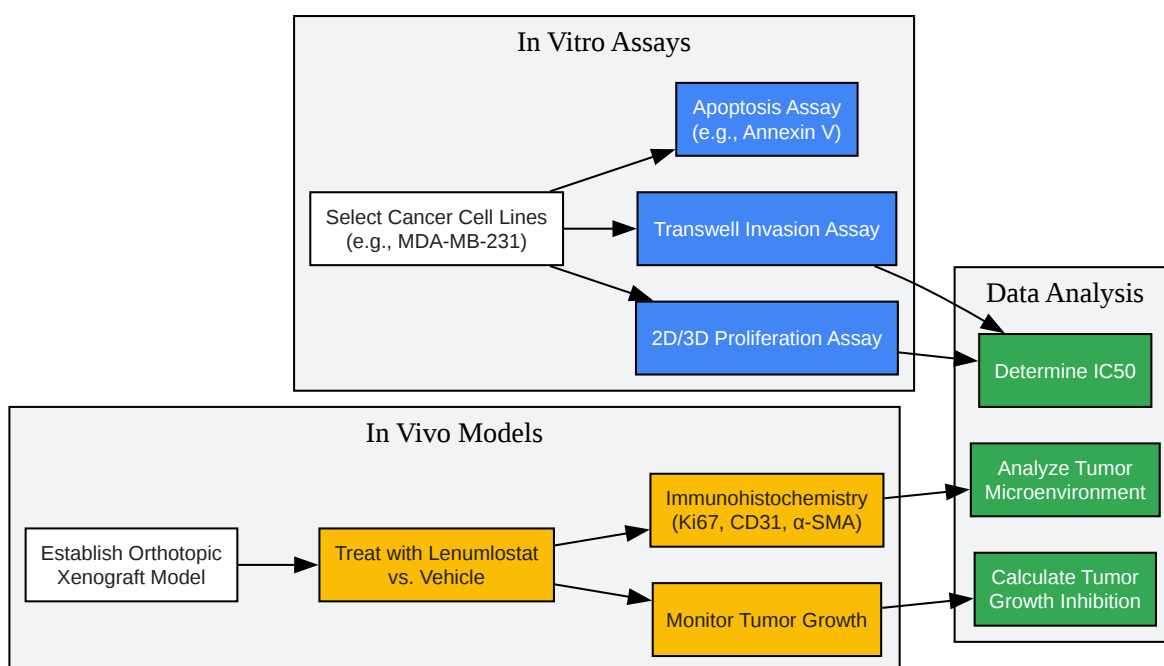 In Vitro Assays
Apoptosis Assay
(e.g., Annexin V)
Select Cancer Cell Lines
(e.g., MDA-MB-231)
Transwell Invasion Assay
2D/3D Proliferation Assay
Data Analysis
Determine IC50
Analyze Tumor
Microenvironment
Calculate Tumor
Growth Inhibition
In Vivo Models
Establish Orthotopic
Xenograft Model
Treat with Lenumlostat
vs. Vehicle
Immunohistochemistry
(Ki67, CD31, α-SMA)
Monitor Tumor Growth